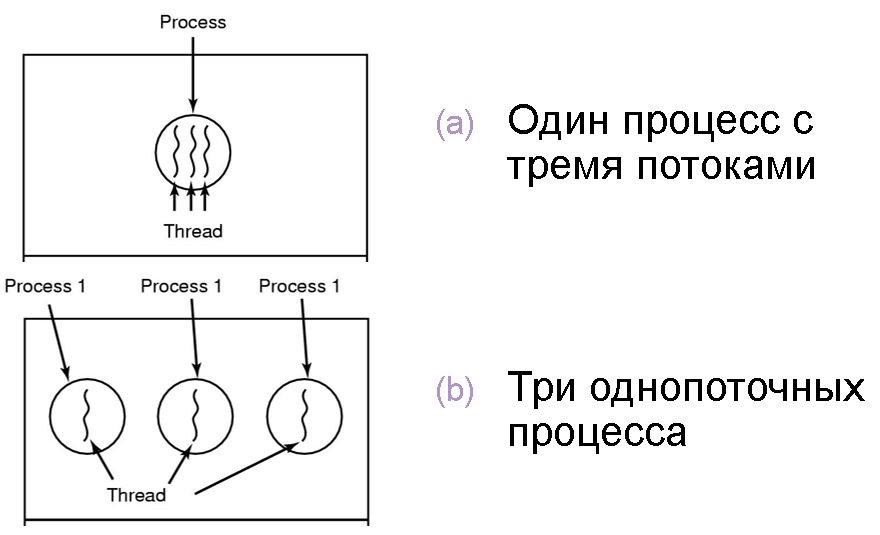 Process
(a) Один процесс с
тремя потоками
Thread
Process 1 Process 1 Process 1
(b) Три однопоточных
процесса
Thread